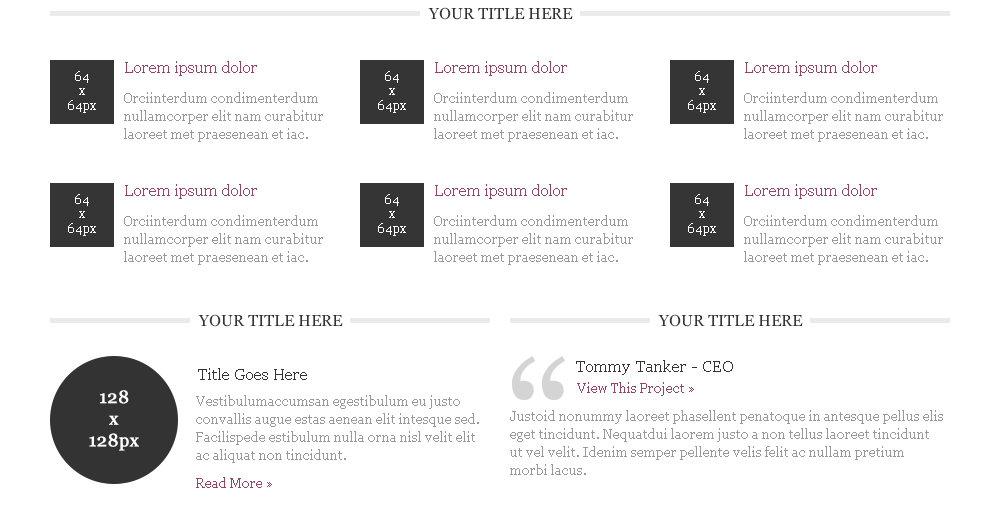 YOUR TITLE HERE
64
x
64px
Lorem ipsum dolor
Orciinterdum condimenterdum
nullamcorper elit nam curabitur
laoreet met praesenean et iac.
64
x
64px
Lorem ipsum dolor
Orciinterdum condimenterdum
nullamcorper elit nam curabitur
laoreet met praesenean et iac.
64
x
64px
Lorem ipsum dolor
Orciinterdum condimenterdum
nullamcorper elit nam curabitur
laoreet met praesenean et iac.
64
x
64px
Lorem ipsum dolor
Orciinterdum condimenterdum
nullamcorper elit nam curabitur
laoreet met praesenean et iac.
64
x
64px
Lorem ipsum dolor
Orciinterdum condimenterdum
nullamcorper elit nam curabitur
laoreet met praesenean et iac.
64
x
64px
Lorem ipsum dolor
Orciinterdum condimenterdum
nullamcorper elit nam curabitur
laoreet met praesenean et iac.
YOUR TITLE HERE
128
x
128px
Title Goes Here
Vestibulumaccumsan egestibulum eu justo
convallis augue estas aenean elit intesque sed.
Facilispede estibulum nulla orna nisl velit elit
ac aliquat non tincidunt.
Read More »
YOUR TITLE HERE
“
Tommy Tanker - CEO
View This Project »
Justoid nonummy laoreet phasellent penatoque in antesque pellus elis
eget tincidunt. Nequatdui laorem justo a non tellus laoreet tincidunt
ut vel velit. Idenim semper pellente velis felit ac nullam pretium
morbi lacus.